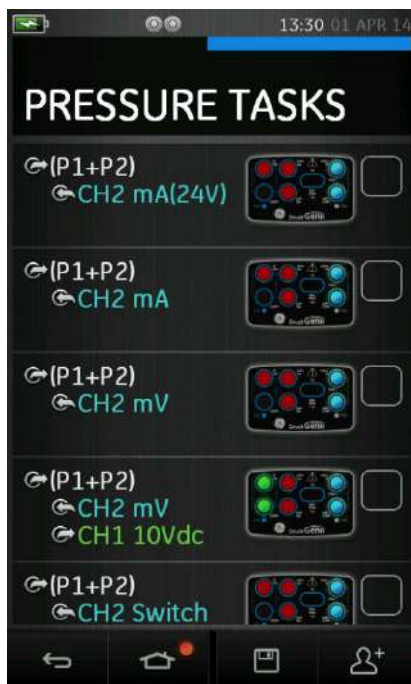 13:30 01 APR 14
PRESSURE TASKS
(P1+P2)
CH2 mA(24V)
(P1+P2)
CH2 mA
(P1+P2)
CH2 mV
(P1+P2)
CH2 mV
CH1 10Vdc
(P1+P2)
CH2 Switch